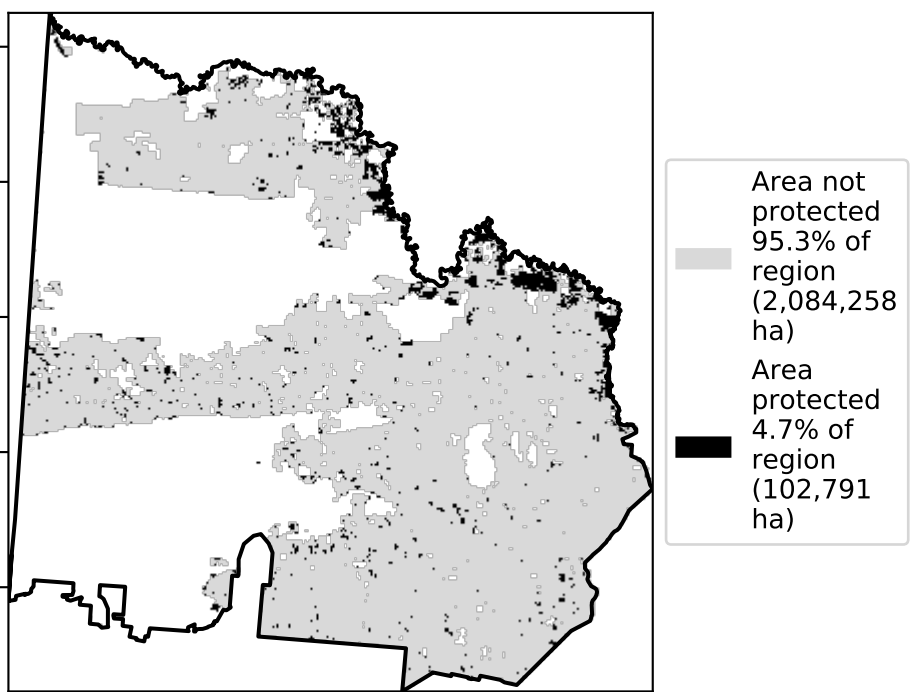 Area not
protected
95.3% of
region
(2,084,258
ha)
Area
protected
4.7% of
region
(102,791
ha)